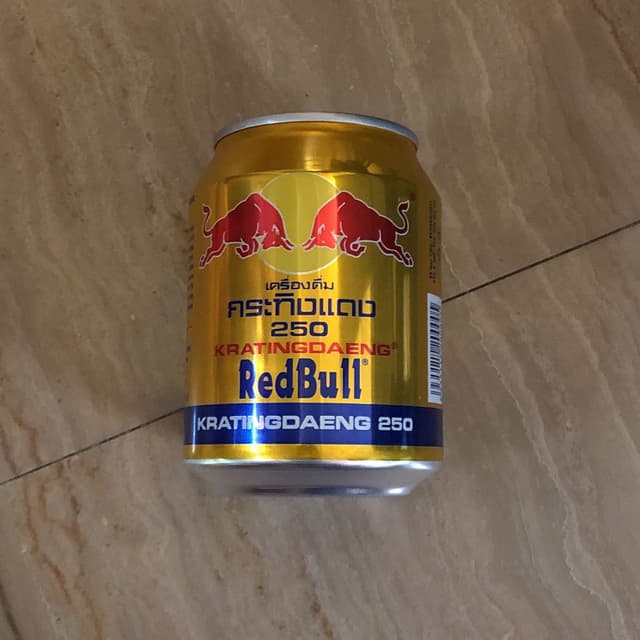 เครื่องดื่ม
กระทิงแดง
250
KRATINGDAENG®
RedBull®
KRATINGDAENG 250